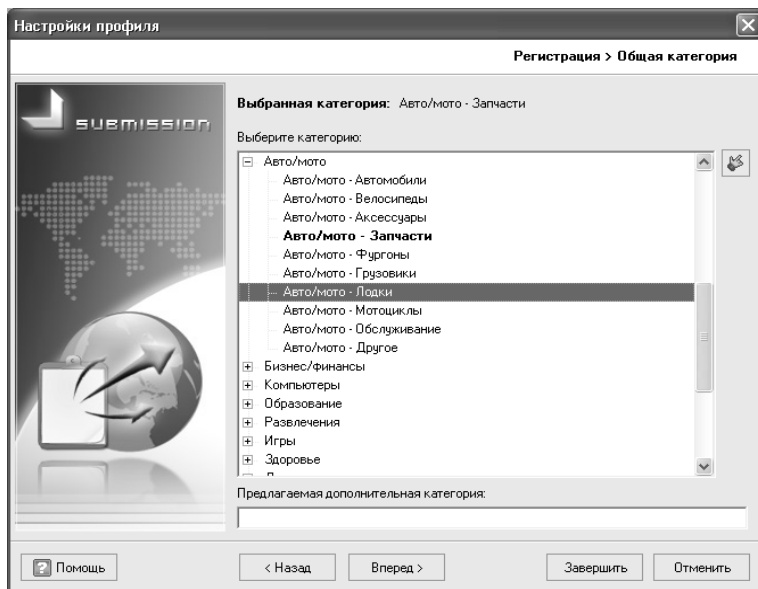 Настройки профиля
Регистрация > Общая категория
SUBMISSION
Выбранная категория: Авто/мото - Запчасти
Выберите категорию:
Авто/мото
Авто/мото - Автомобили
Авто/мото - Велосипеды
Авто/мото - Аксессуары
Авто/мото - Запчасти
Авто/мото - Фургоны
Авто/мото - Грузовики
Авто/мото - Лодки
Авто/мото - Мотоциклы
Авто/мото - Обслуживание
Авто/мото - Другое
Бизнес/финансы
Компьютеры
Образование
Развлечения
Игры
Здоровье
Предлагаемая дополнительная категория:
? Помощь
< Назад
Вперед >
Завершить
Отменить